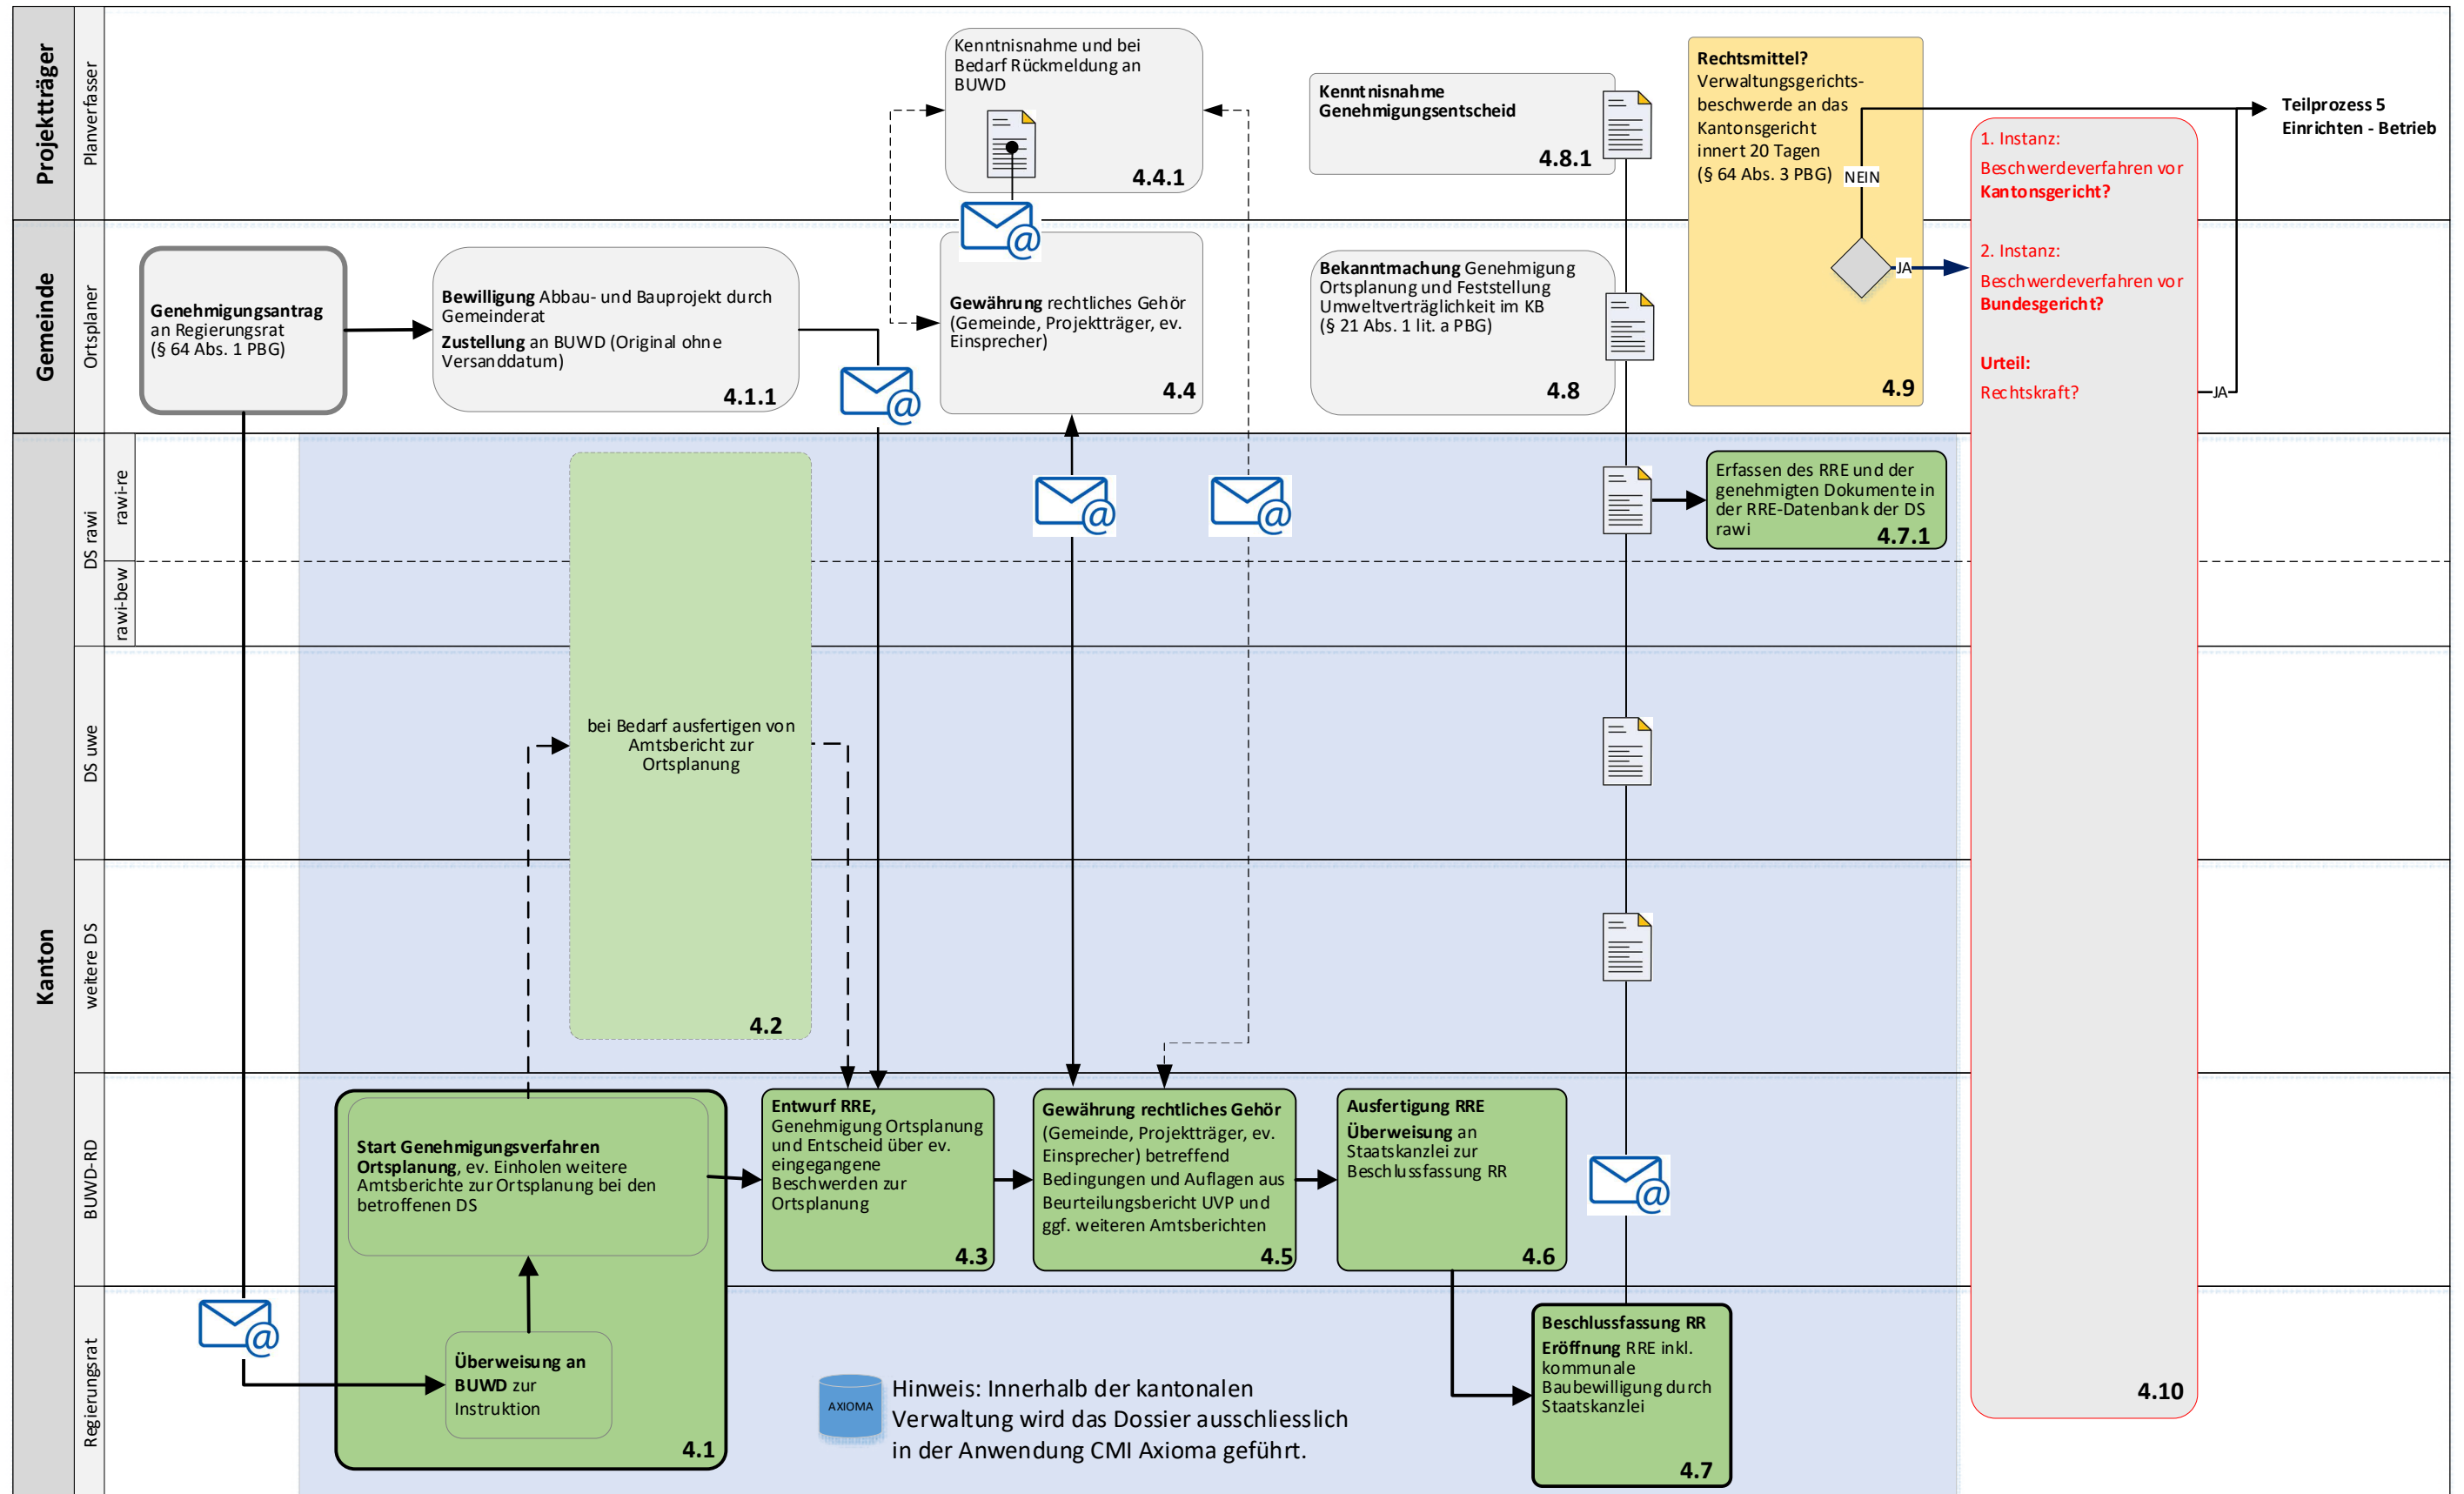 Projektträger
Planverfasser
Kenntnisnahme und bei
Bedarf Rückmeldung an
BUWD
4.4.1
Kenntnisnahme
Genehmigungsentscheid
4.8.1
Rechtsmittel?
Verwaltungsgerichts-
beschwerde an das
Kantonsgericht
innert 20 Tagen
(§ 64 Abs. 3 PBG)
NEIN
JA
4.9
1. Instanz:
Beschwerdeverfahren vor
Kantonsgericht?
2. Instanz:
Beschwerdeverfahren vor
Bundesgericht?
Urteil:
Rechtskraft?
JA
4.10
Teilprozess 5
Einrichten - Betrieb
Gemeinde
Ortsplaner
Genehmigungsantrag
an Regierungsrat
(§ 64 Abs. 1 PBG)
Bewilligung Abbau- und Bauprojekt durch
Gemeinderat
Zustellung an BUWD (Original ohne
Versanddatum)
4.1.1
@
@
Gewährung rechtliches Gehör
(Gemeinde, Projektträger, ev.
Einsprecher)
4.4
Bekanntmachung Genehmigung
Ortsplanung und Feststellung
Umweltverträglichkeit im KB
(§ 21 Abs. 1 lit. a PBG)
4.8
Kanton
DS rawi
rawi-re
rawi-bew
@
@
Erfassen des RRE und der
genehmigten Dokumente in
der RRE-Datenbank der DS
rawi
4.7.1
DS uwe
bei Bedarf ausfertigen von
Amtsbericht zur
Ortsplanung
4.2
weitere DS
BUWD-RD
Start Genehmigungsverfahren
Ortsplanung, ev. Einholen weitere
Amtsberichte zur Ortsplanung bei den
betroffenen DS
Entwurf RRE,
Genehmigung Ortsplanung
und Entscheid über ev.
eingegangene
Beschwerden zur
Ortsplanung
4.3
Gewährung rechtliches Gehör
(Gemeinde, Projektträger, ev.
Einsprecher) betreffend
Bedingungen und Auflagen aus
Beurteilungsbericht UVP und
ggf. weiteren Amtsberichten
4.5
Ausfertigung RRE
Überweisung an
Staatskanzlei zur
Beschlussfassung RR
4.6
@
Regierungsrat
@
Überweisung an
BUWD zur
Instruktion
4.1
AXIOMA
Hinweis: Innerhalb der kantonalen
Verwaltung wird das Dossier ausschliesslich
in der Anwendung CMI Axioma geführt.
Beschlussfassung RR
Eröffnung RRE inkl.
kommunale
Baubewilligung durch
Staatskanzlei
4.7